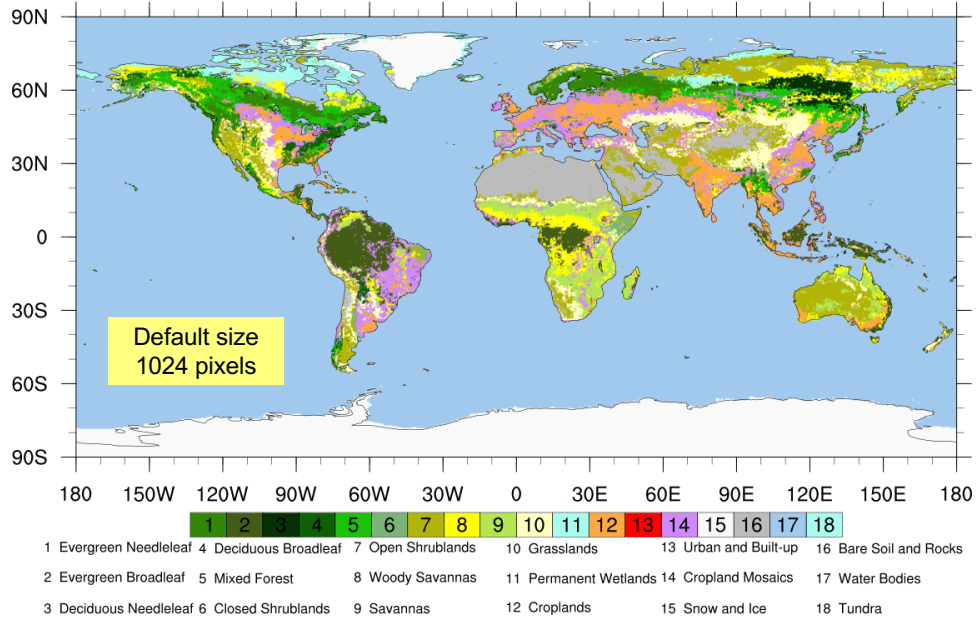 90N
60N
30N
0
30S
60S
90S
Default size
1024 pixels
180 150W 120W 90W 60W 30W 0 30E 60E 90E 120E 150E 180
1 2 3 4 5 6 7 8 9 10 11 12 13 14 15 16 17 18
1 Evergreen Needleleaf 4 Deciduous Broadleaf 7 Open Shrublands 10 Grasslands 13 Urban and Built-up 16 Bare Soil and Rocks
2 Evergreen Broadleaf 5 Mixed Forest 8 Woody Savannas 11 Permanent Wetlands 14 Cropland Mosaics 17 Water Bodies
3 Deciduous Needleleaf 6 Closed Shrublands 9 Savannas 12 Croplands 15 Snow and Ice 18 Tundra